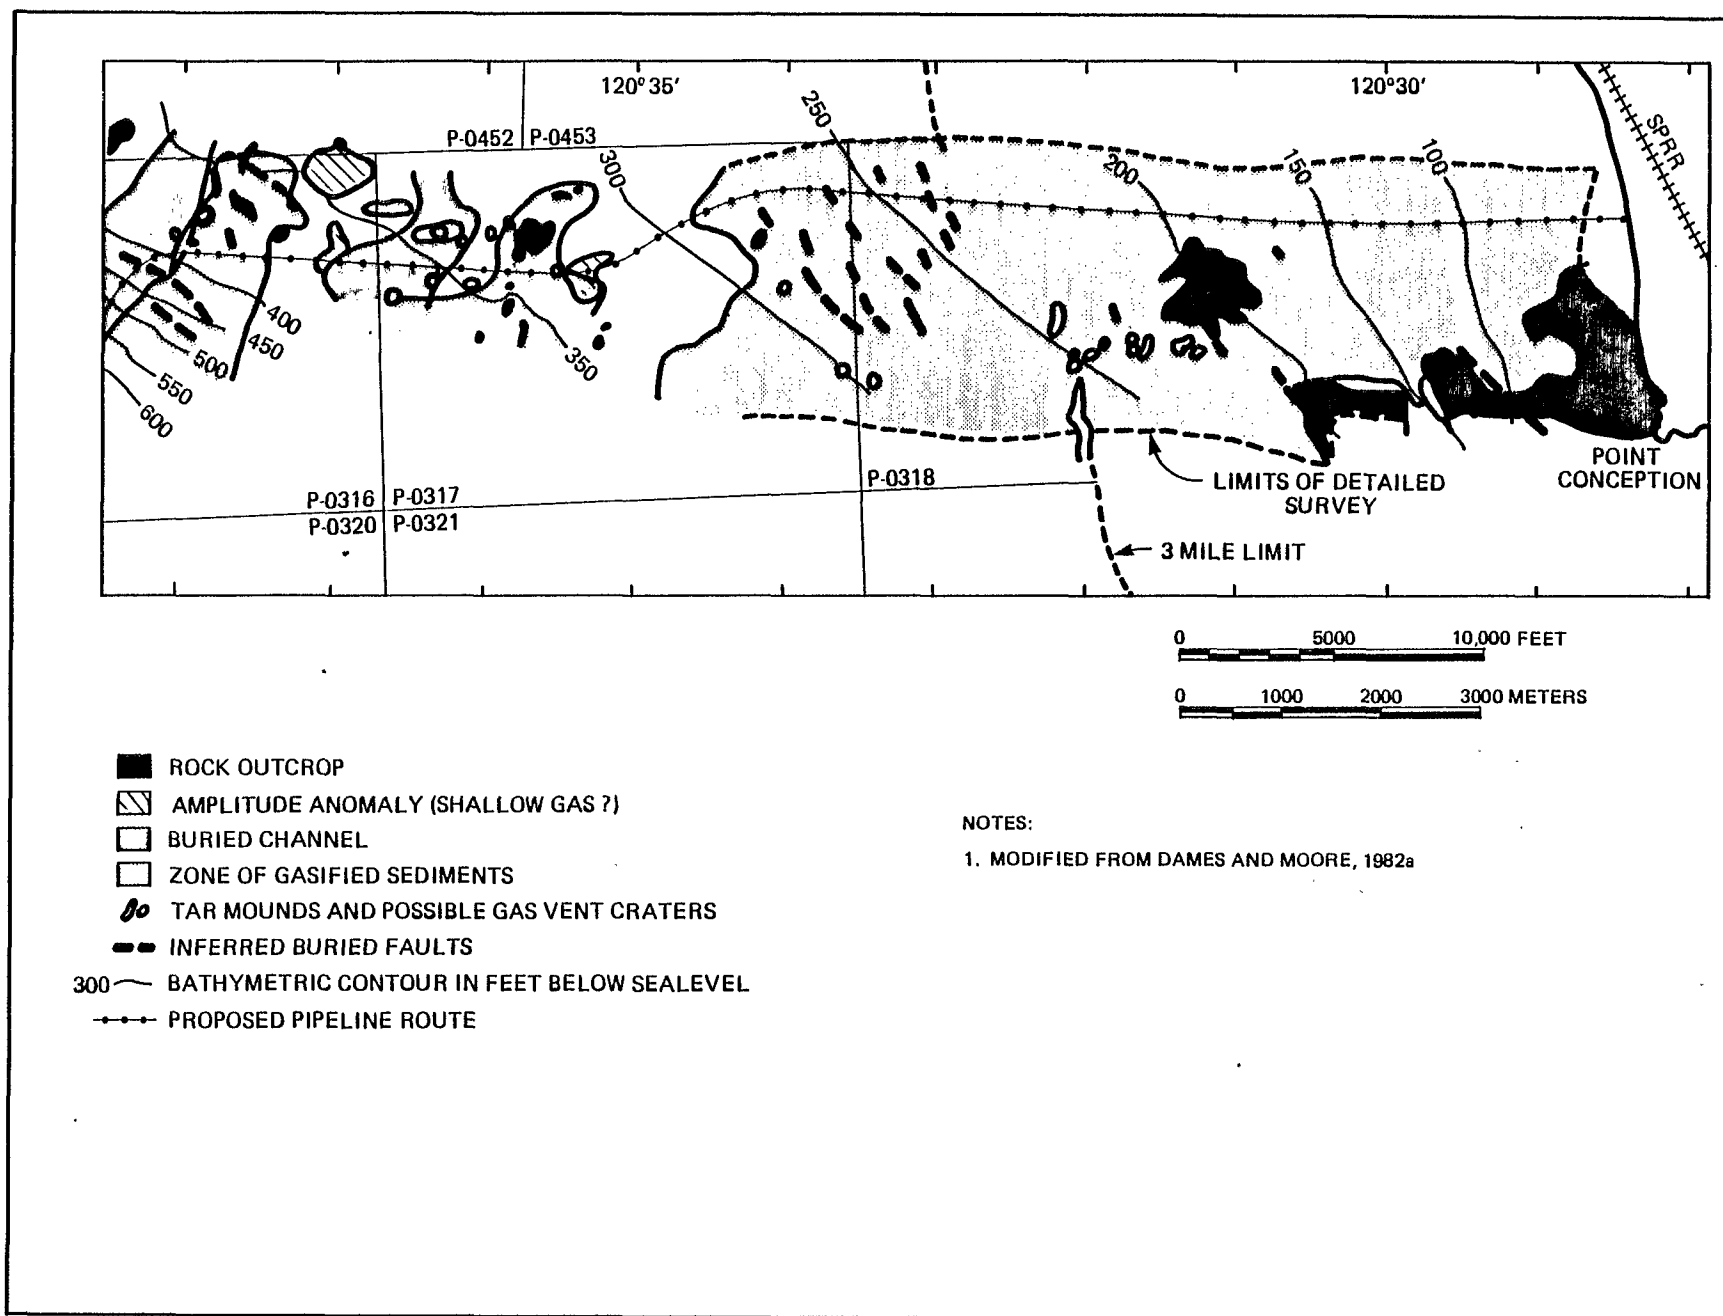 120°35'
120°30'
SPRR
250
P-0452
P-0453
300
200
150
100
400
450
500
350
550
600
P-0316
P-0317
P-0320
P-0321
P-0318
LIMITS OF DETAILED
SURVEY
3 MILE LIMIT
POINT
CONCEPTION
0 5000 10,000 FEET
0 1000 2000 3000 METERS
ROCK OUTCROP
AMPLITUDE ANOMALY (SHALLOW GAS ?)
BURIED CHANNEL
ZONE OF GASIFIED SEDIMENTS
TAR MOUNDS AND POSSIBLE GAS VENT CRATERS
INFERRED BURIED FAULTS
300 BATHYMETRIC CONTOUR IN FEET BELOW SEALEVEL
PROPOSED PIPELINE ROUTE
NOTES:
1. MODIFIED FROM DAMES AND MOORE, 1982a